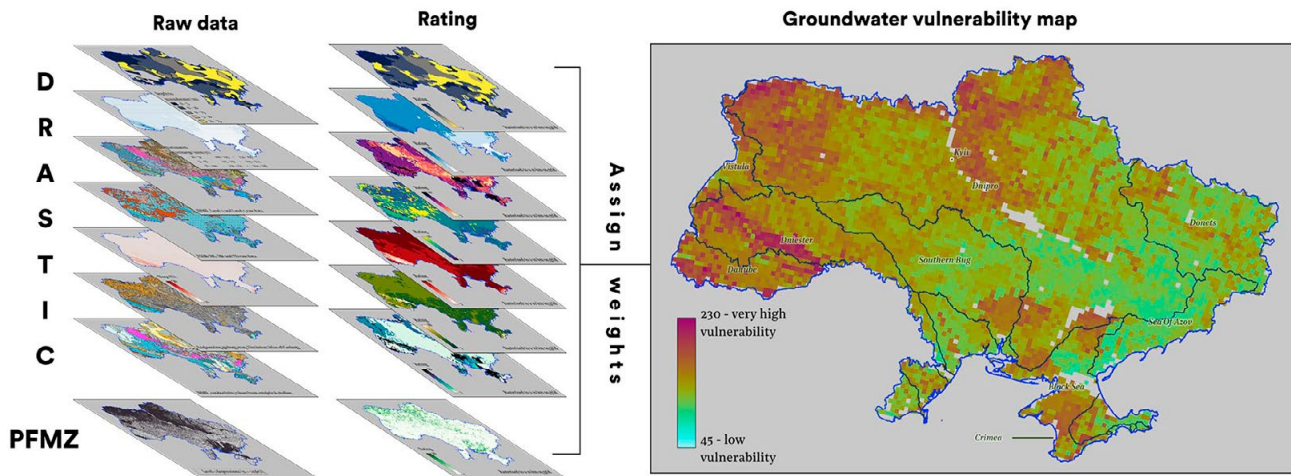 Raw data
Rating
Groundwater vulnerability map
D
R
A
S
T
I
C
PFMZ
Assign weights
Kyiv
Vistula
Dnipro
Donets
Dniester
Southern Bug
Danube
230 - very high
vulnerability
Sea Of Azov
Black Sea
45 - low
vulnerability
Crimea